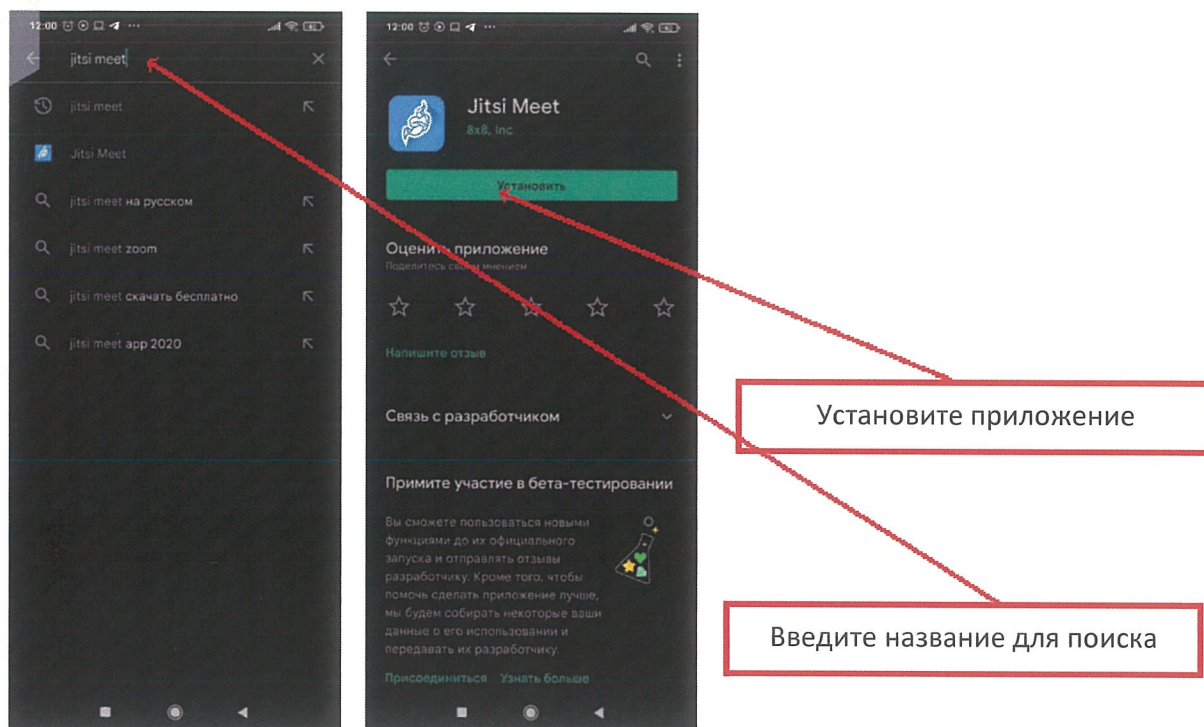 12:00
jitsi meet
jitsi meet
Jitsi Meet
jitsi meet на русском
jitsi meet zoom
jitsi meet скачать бесплатно
jitsi meet app 2020
12:00
Jitsi Meet
8x8, Inc
Установить
Оценить приложение
Поделитесь своим мнением
Напишите отзыв
Связь с разработчиком
Примите участие в бета-тестировании
Вы сможете пользоваться новыми
функциями до их официального
запуска и отправлять отзывы
разработчику. Кроме того, чтобы
помочь сделать приложение лучше,
мы будем собирать некоторые ваши
данные о его использовании и
передавать их разработчику.
Присоединиться Узнать больше
Установите приложение
Введите название для поиска